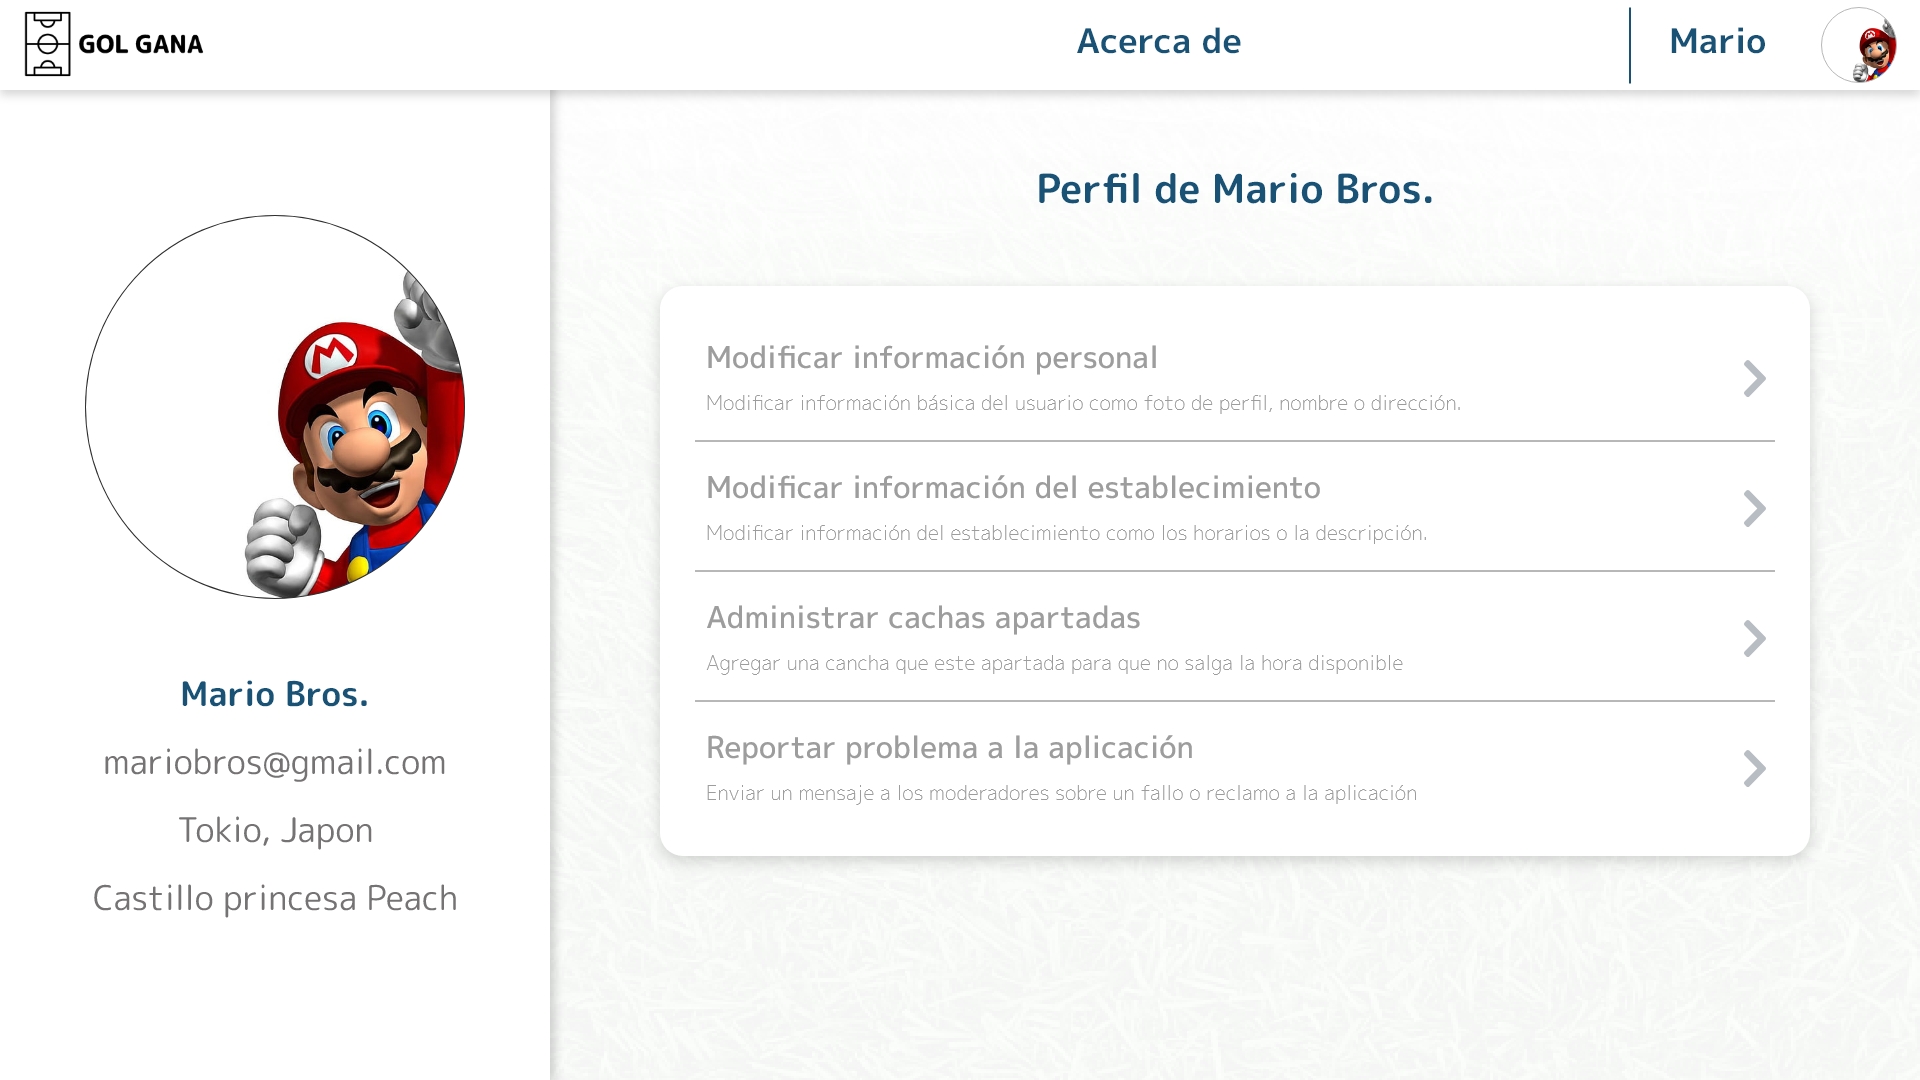 GOL GANA
Acerca de
Mario
Perfil de Mario Bros.
Modificar información personal
Modificar información básica del usuario como foto de perfil, nombre o dirección.
Modificar información del establecimiento
Modificar información del establecimiento como los horarios o la descripción.
Administrar cachas apartadas
Agregar una cancha que este apartada para que no salga la hora disponible
Reportar problema a la aplicación
Enviar un mensaje a los moderadores sobre un fallo o reclamo a la aplicación
M
Mario Bros.
mariobros@gmail.com
Tokio, Japon
Castillo princesa Peach